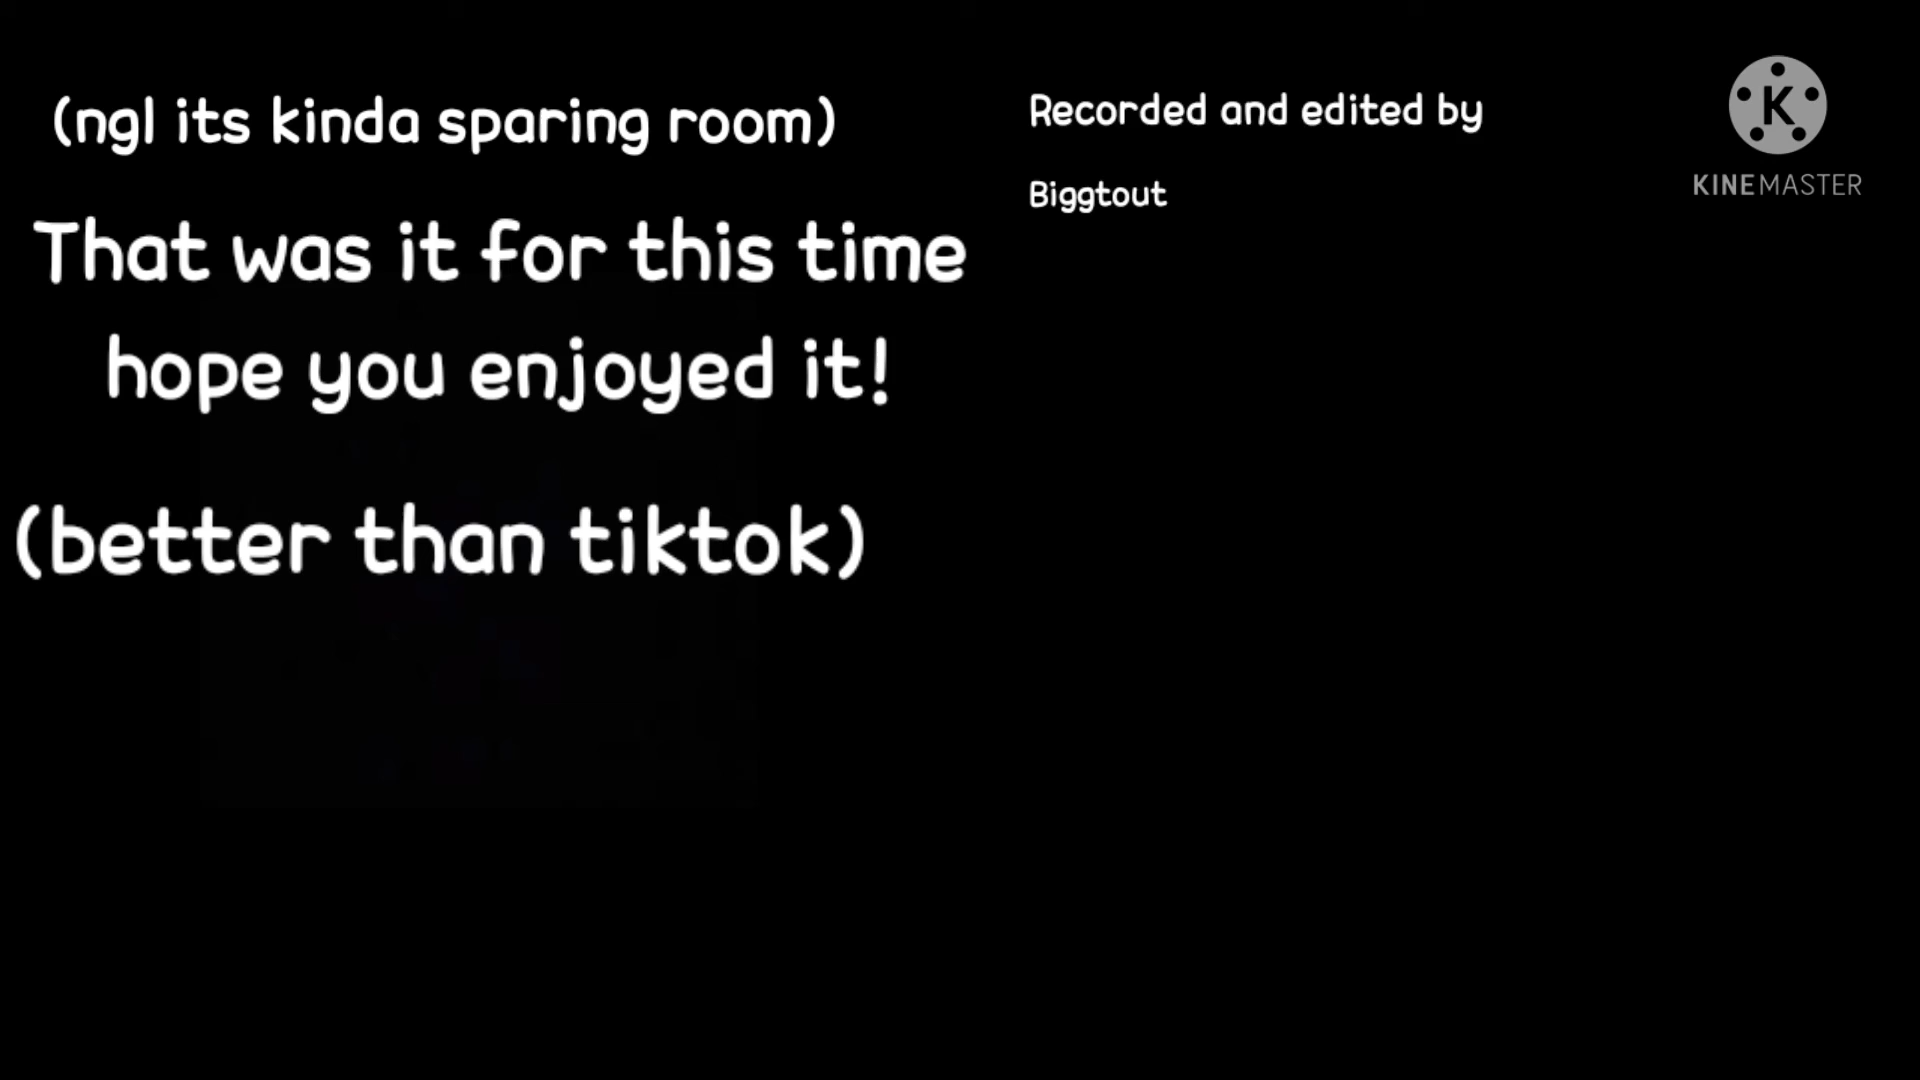 (ngl its kinda sparing room)
That was it for this time
hope you enjoyed it!
(better than tiktok)
Recorded and edited by
Biggtout
K
KINEMASTER